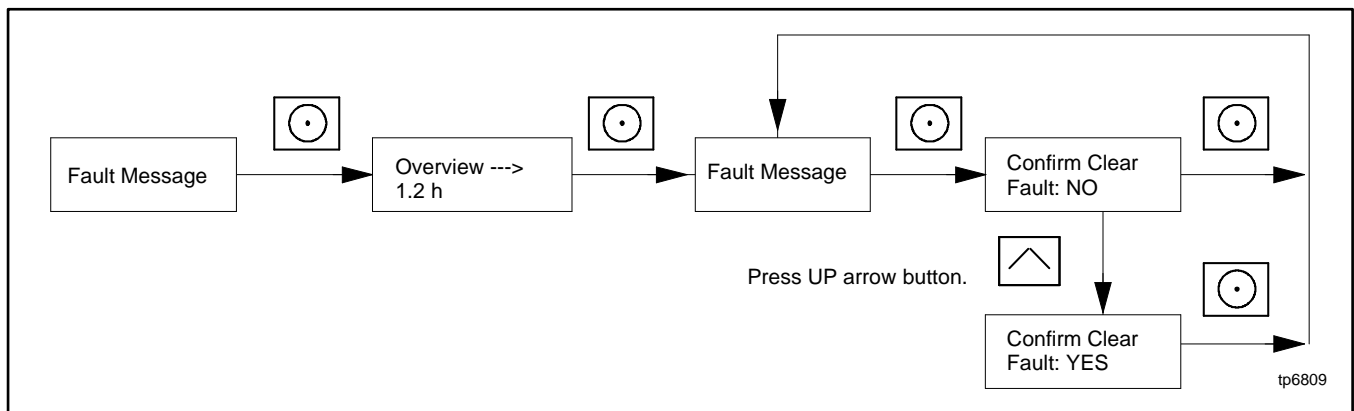 Fault Message
Overview --->
1.2 h
Fault Message
Confirm Clear
Fault: NO
Press UP arrow button.
Confirm Clear
Fault: YES
tp6809